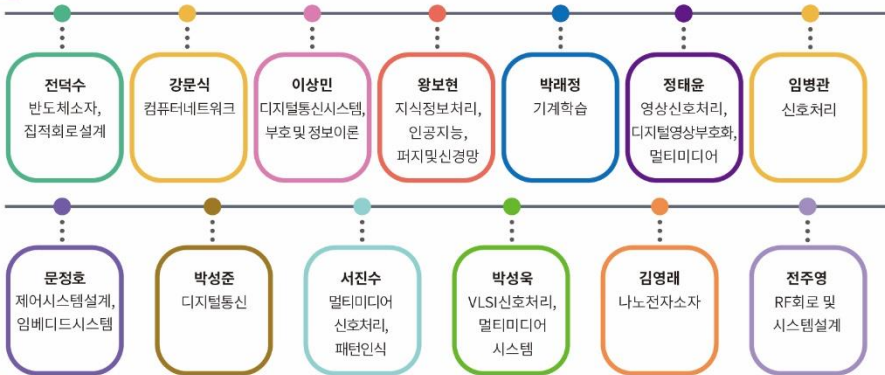 전덕수
반도체소자,
집적회로설계
강문식
컴퓨터네트워크
이상민
디지털통신시스템,
부호 및 정보이론
왕보현
지식정보처리,
인공지능,
퍼지및신경망
박래정
기계학습
정태윤
영상신호처리,
디지털영상부호화,
멀티미디어
임병관
신호처리
문정호
제어시스템설계,
임베디드시스템
박성준
디지털통신
서진수
멀티미디어
신호처리,
패턴인식
박성욱
VLSI신호처리,
멀티미디어
시스템
김영래
나노전자소자
전주영
RF회로 및
시스템설계